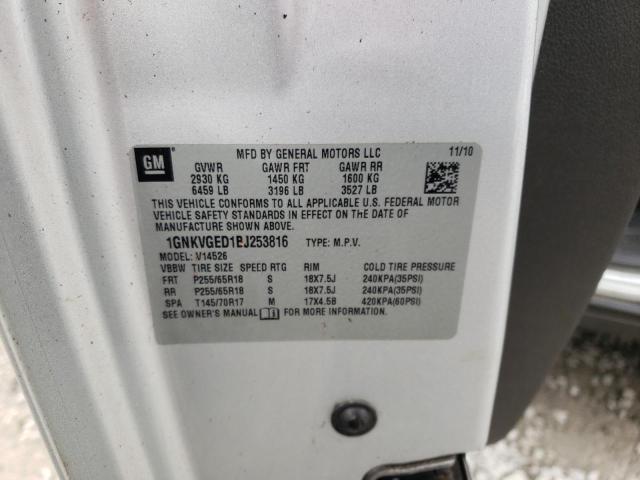 GM
®
MFD BY GENERAL MOTORS LLC 11/10
GVWR GAWR FRT GAWR RR
2930 KG 1450 KG 1600 KG
6459 LB 3196 LB 3527 LB
THIS VEHICLE CONFORMS TO ALL APPLICABLE U.S. FEDERAL MOTOR
VEHICLE SAFETY STANDARDS IN EFFECT ON THE DATE OF
MANUFACTURE SHOWN ABOVE.
1GNKVGED1BJ253816 TYPE: M.P.V.
MODEL: V14526
VBBW TIRE SIZE SPEED RTG RIM COLD TIRE PRESSURE
FRT P255/65R18 S 18X7.5J 240KPA(35PSI)
RR P255/65R18 S 18X7.5J 240KPA(35PSI)
SPA T145/70R17 M 17X4.5B 420KPA(60PSI)
SEE OWNER'S MANUAL FOR MORE INFORMATION.